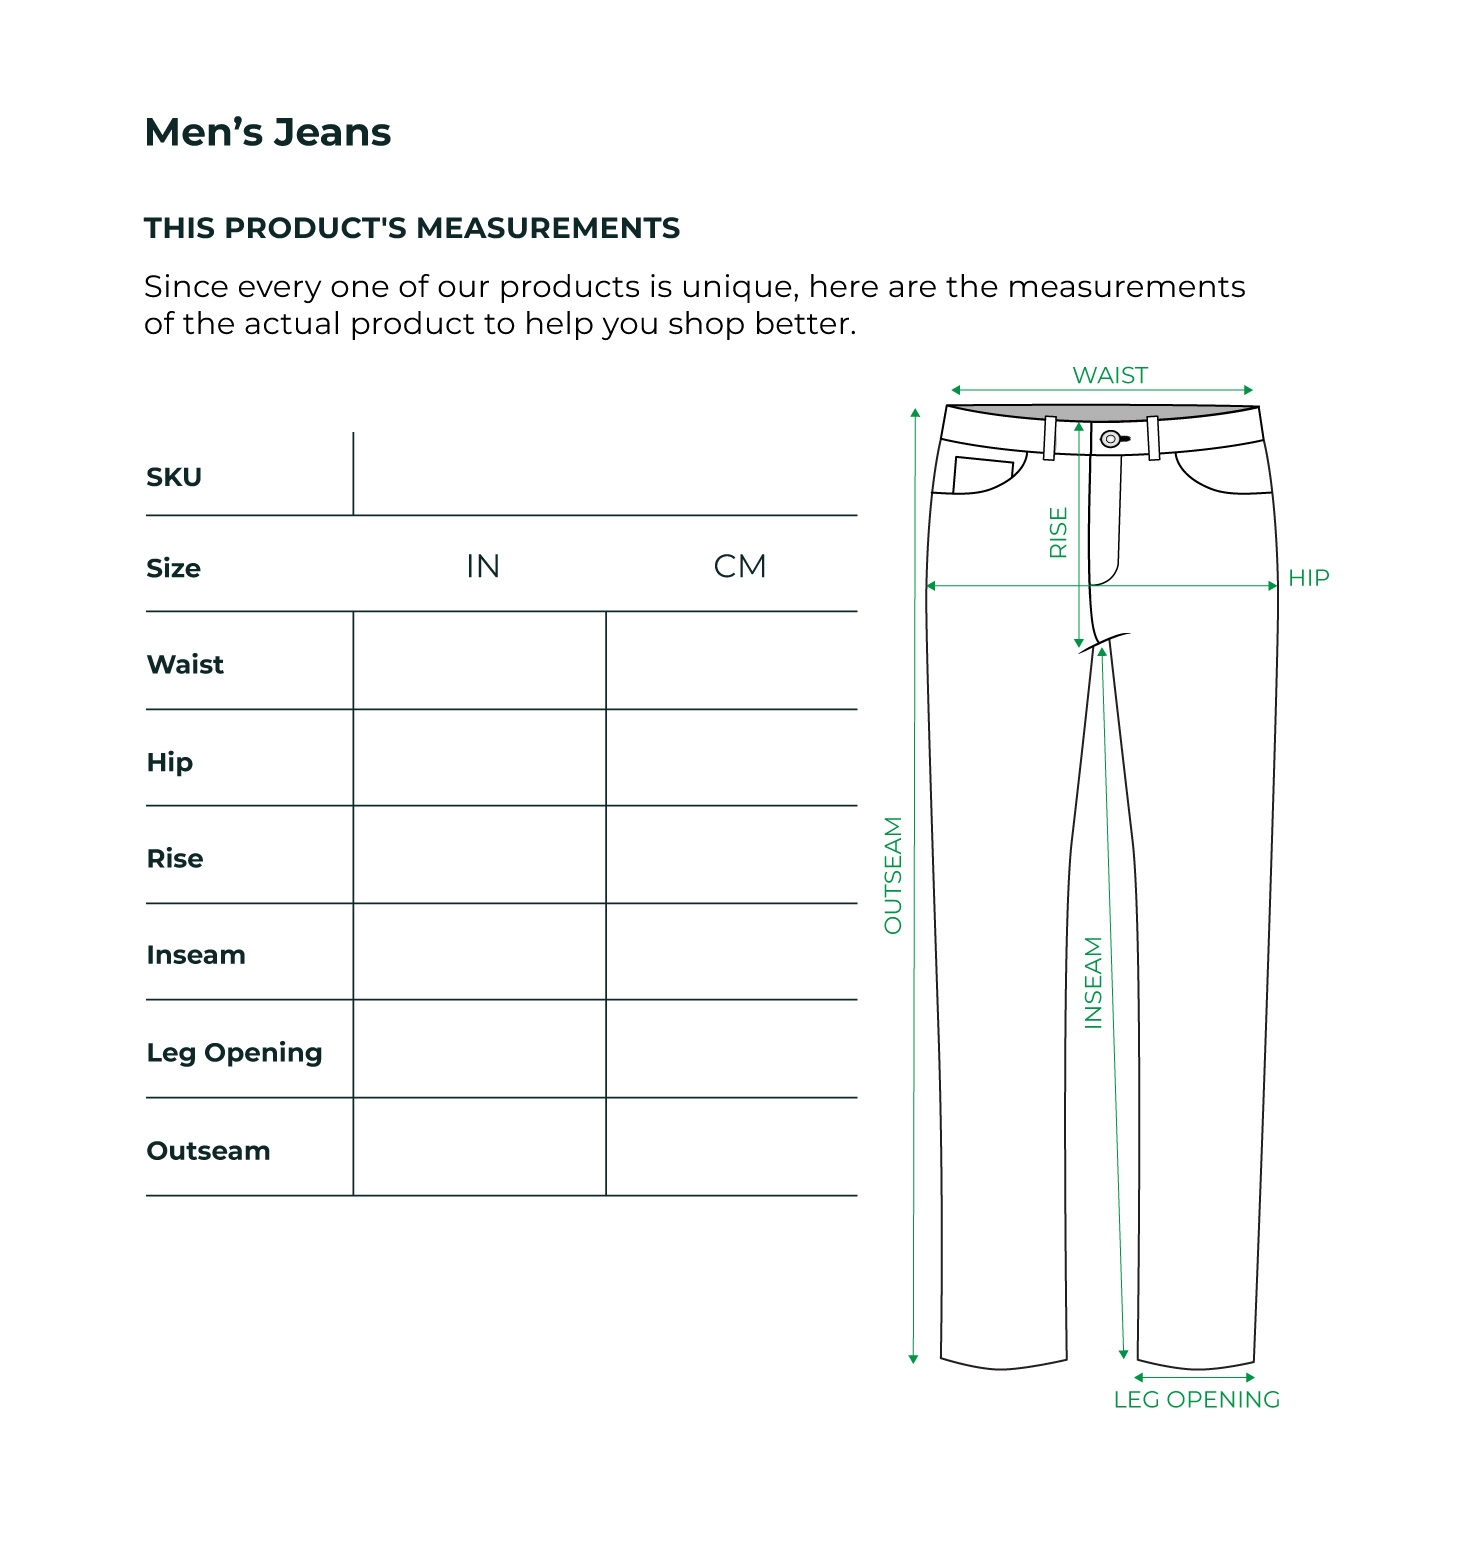 Men’s Jeans
THIS PRODUCT'S MEASUREMENTS
Since every one of our products is unique, here are the measurements
of the actual product to help you shop better.
SKU
Size IN CM
Waist
Hip
Rise
Inseam
Leg Opening
Outseam
WAIST
RISE
HIP
OUTSEAM
INSEAM
LEG OPENING